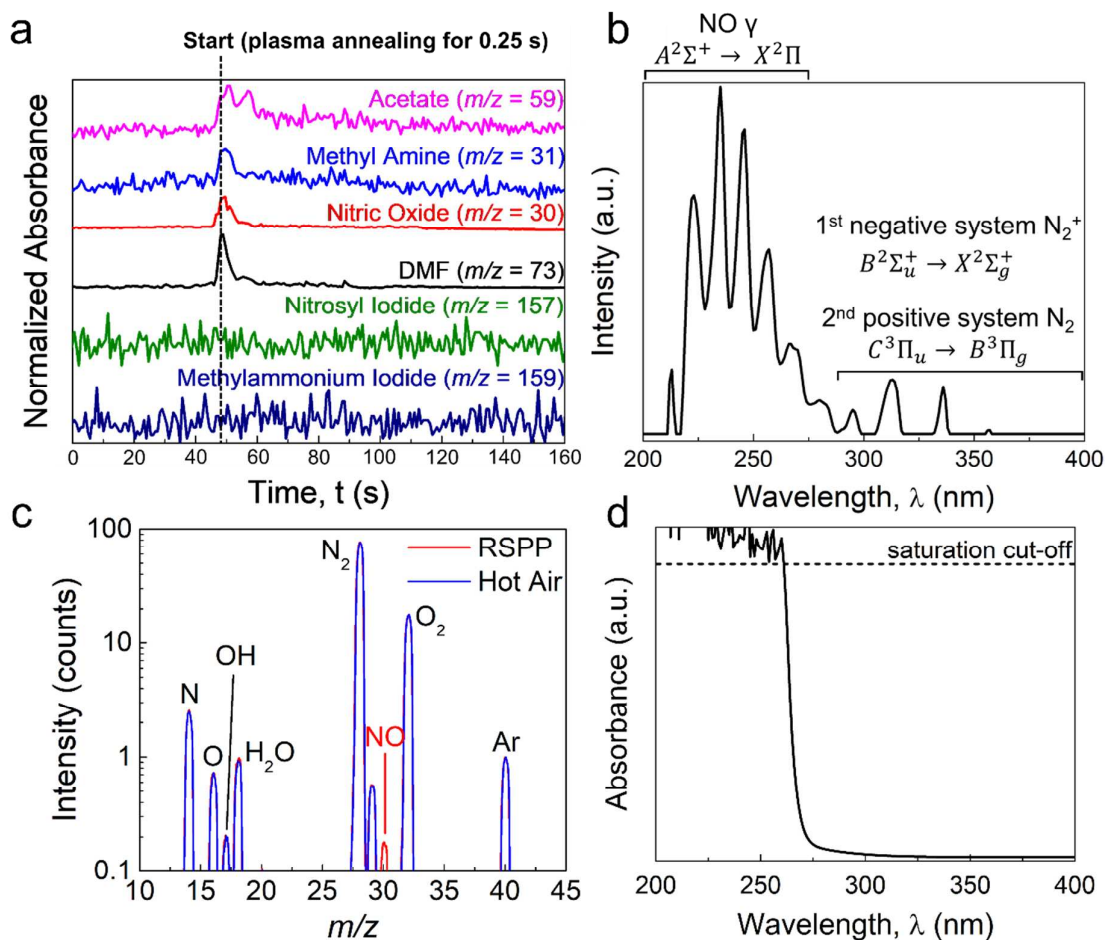 a
Start (plasma annealing for 0.25 s)
Acetate (m/z = 59)
Methyl Amine (m/z = 31)
Nitric Oxide (m/z = 30)
DMF (m/z = 73)
Nitrosyl Iodide (m/z = 157)
Methylammonium Iodide (m/z = 159)
Normalized Absorbance
0 20 40 60 80 100 120 140 160
Time, t (s)
b
NO γ
A²Σ⁺ → X²Π
1st negative system N₂⁺
B²Σᵤ⁺ → X²Σg⁺
2nd positive system N₂
C³Πᵤ → B³Πg
Intensity (a.u.)
200 250 300 350 400
Wavelength, λ (nm)
c
100
10
1
0.1
Intensity (counts)
N₂
RSPP
Hot Air
O₂
OH
N
O
H₂O
NO
Ar
10 15 20 25 30 35 40 45
m/z
d
saturation cut-off
Absorbance (a.u.)
200 250 300 350 400
Wavelength, λ (nm)